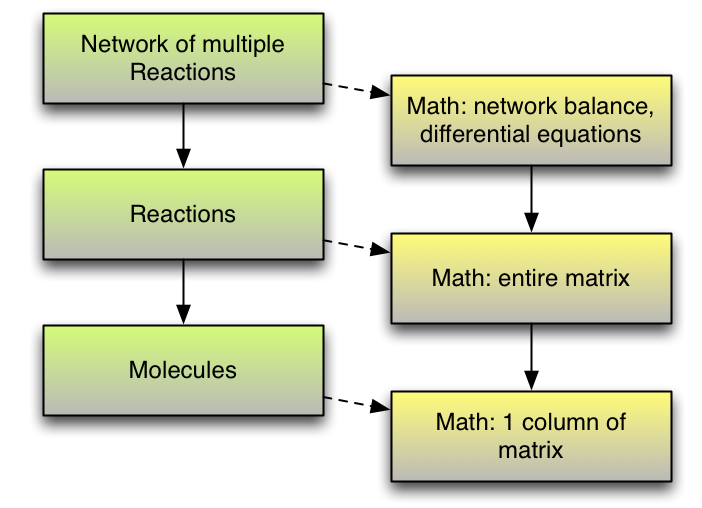 Network of multiple
Reactions
Math: network balance,
differential equations
Reactions
Math: entire matrix
Molecules
Math: 1 column of
matrix